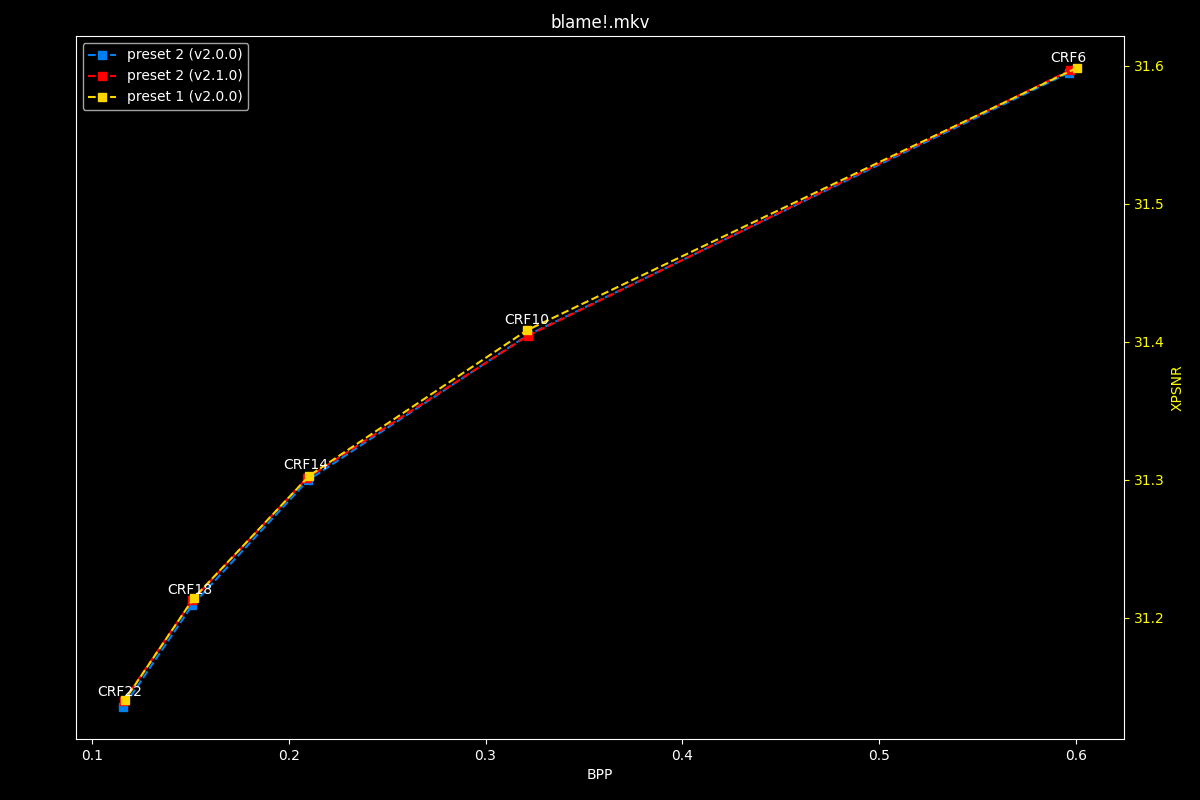 blame!.mkv
preset 2 (v2.0.0)
preset 2 (v2.1.0)
preset 1 (v2.0.0)
CRF6
CRF10
CRF14
CRF18
CRF22
31.6
31.5
31.4
31.3
31.2
XPSNR
0.1 0.2 0.3 0.4 0.5 0.6
BPP